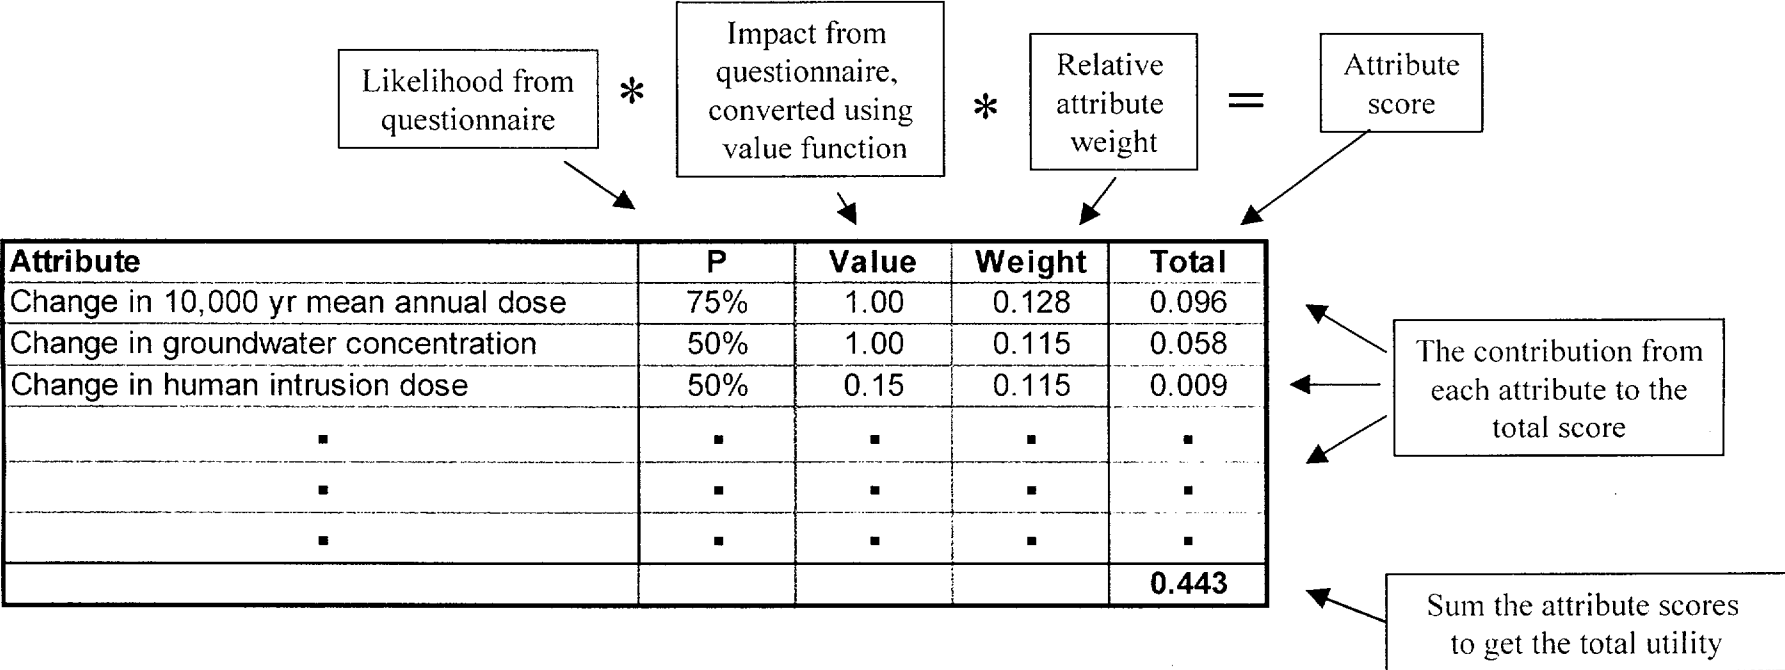 Likelihood from
questionnaire
*
Impact from
questionnaire,
converted using
value function
*
Relative
attribute
weight
=
Attribute
score
Attribute P Value Weight Total
Change in 10,000 yr mean annual dose 75% 1.00 0.128 0.096
Change in groundwater concentration 50% 1.00 0.115 0.058
Change in human intrusion dose 50% 0.15 0.115 0.009
0.443
The contribution from
each attribute to the
total score
Sum the attribute scores
to get the total utility